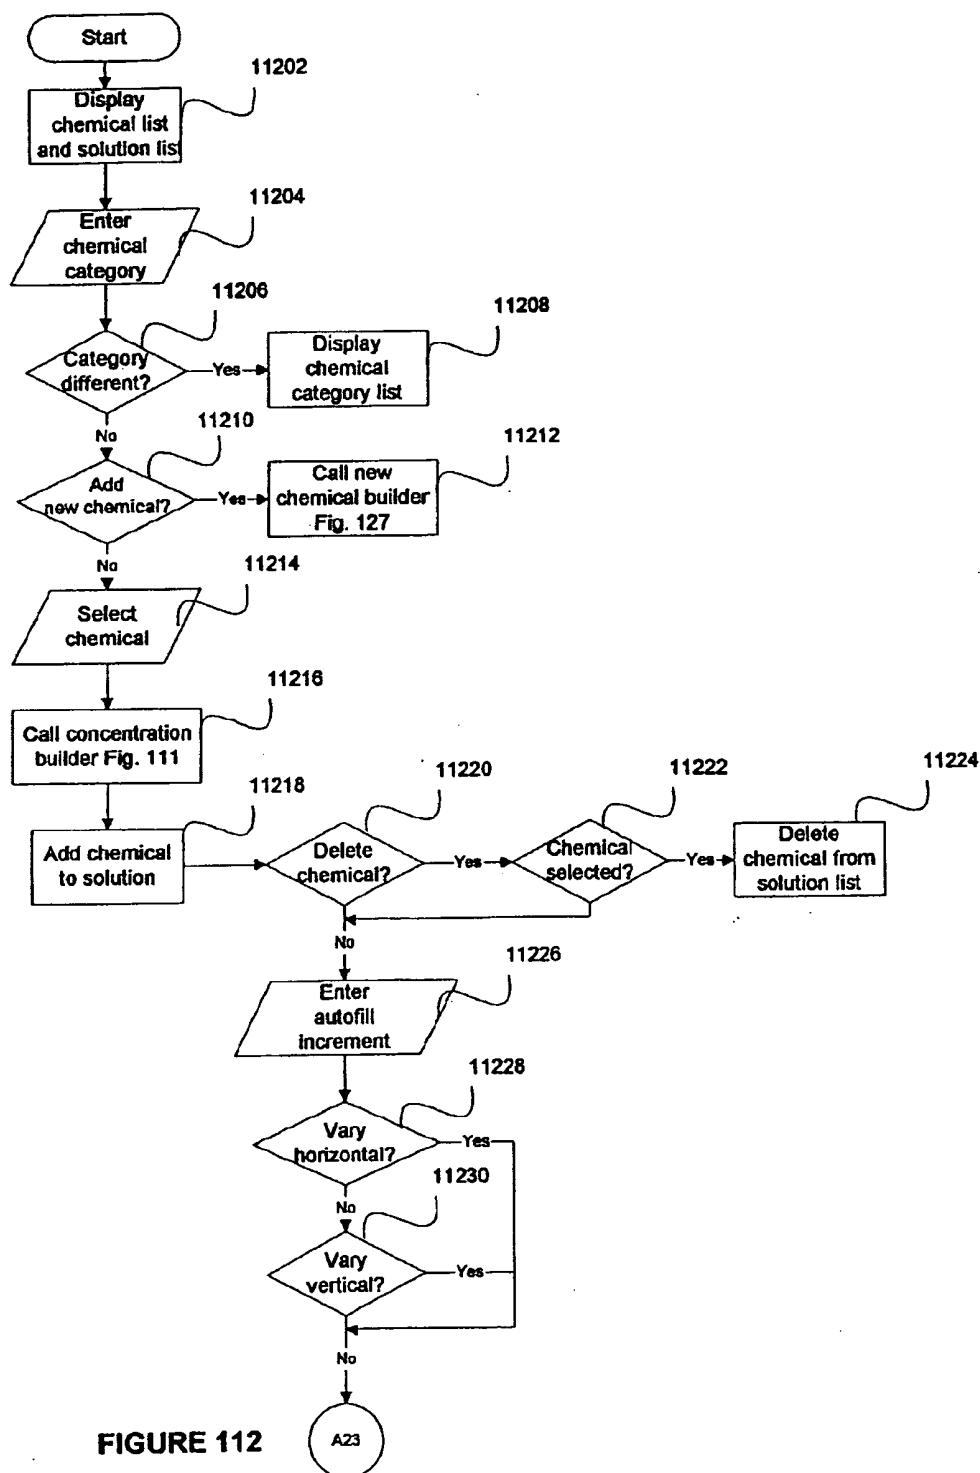 Start
11202
Display
chemical list
and solution list
11204
Enter
chemical
category
11206
Category
different?
Yes
11208
Display
chemical
category list
No
11210
Add
new chemical?
Yes
11212
Call new
chemical builder
Fig. 127
No
11214
Select
chemical
11216
Call concentration
builder Fig. 111
11218
Add chemical
to solution
11220
Delete
chemical?
Yes
11222
Chemical
selected?
Yes
11224
Delete
chemical from
solution list
No
11226
Enter
autofill
increment
11228
Vary
horizontal?
Yes
No
11230
Vary
vertical?
Yes
No
A23
FIGURE 112